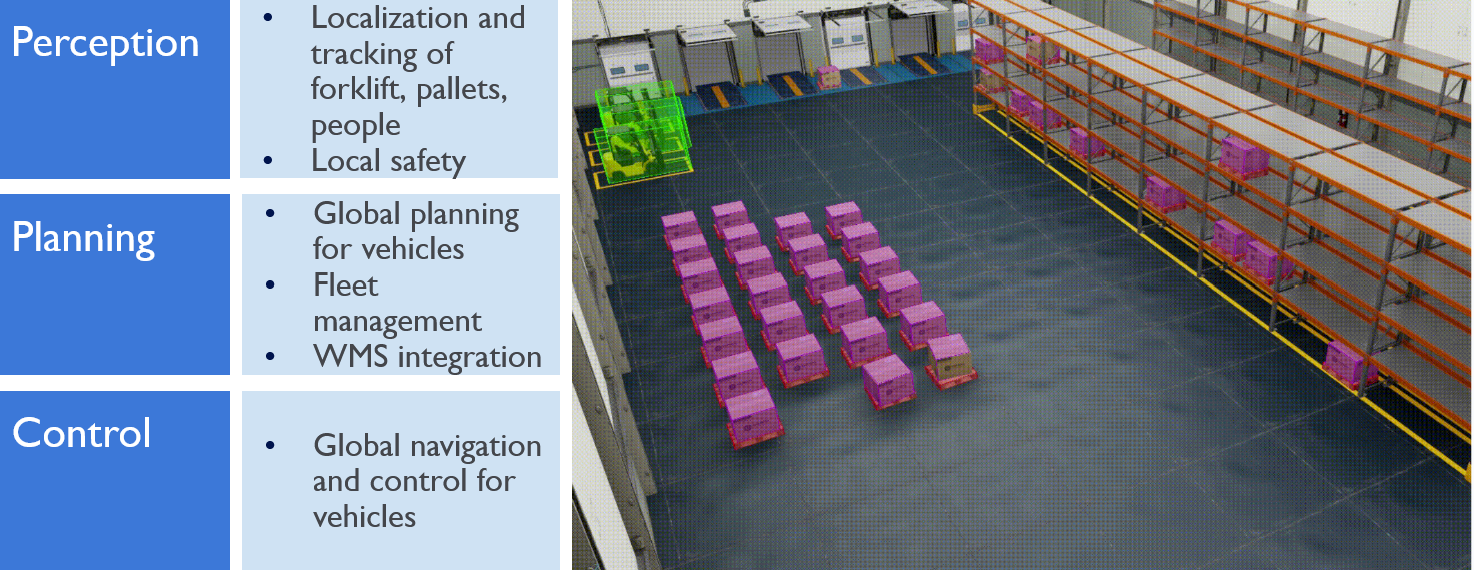 Perception
• Localization and
tracking of
forklift, pallets,
people
• Local safety
Planning
• Global planning
for vehicles
• Fleet
management
• WMS integration
Control
• Global navigation
and control for
vehicles